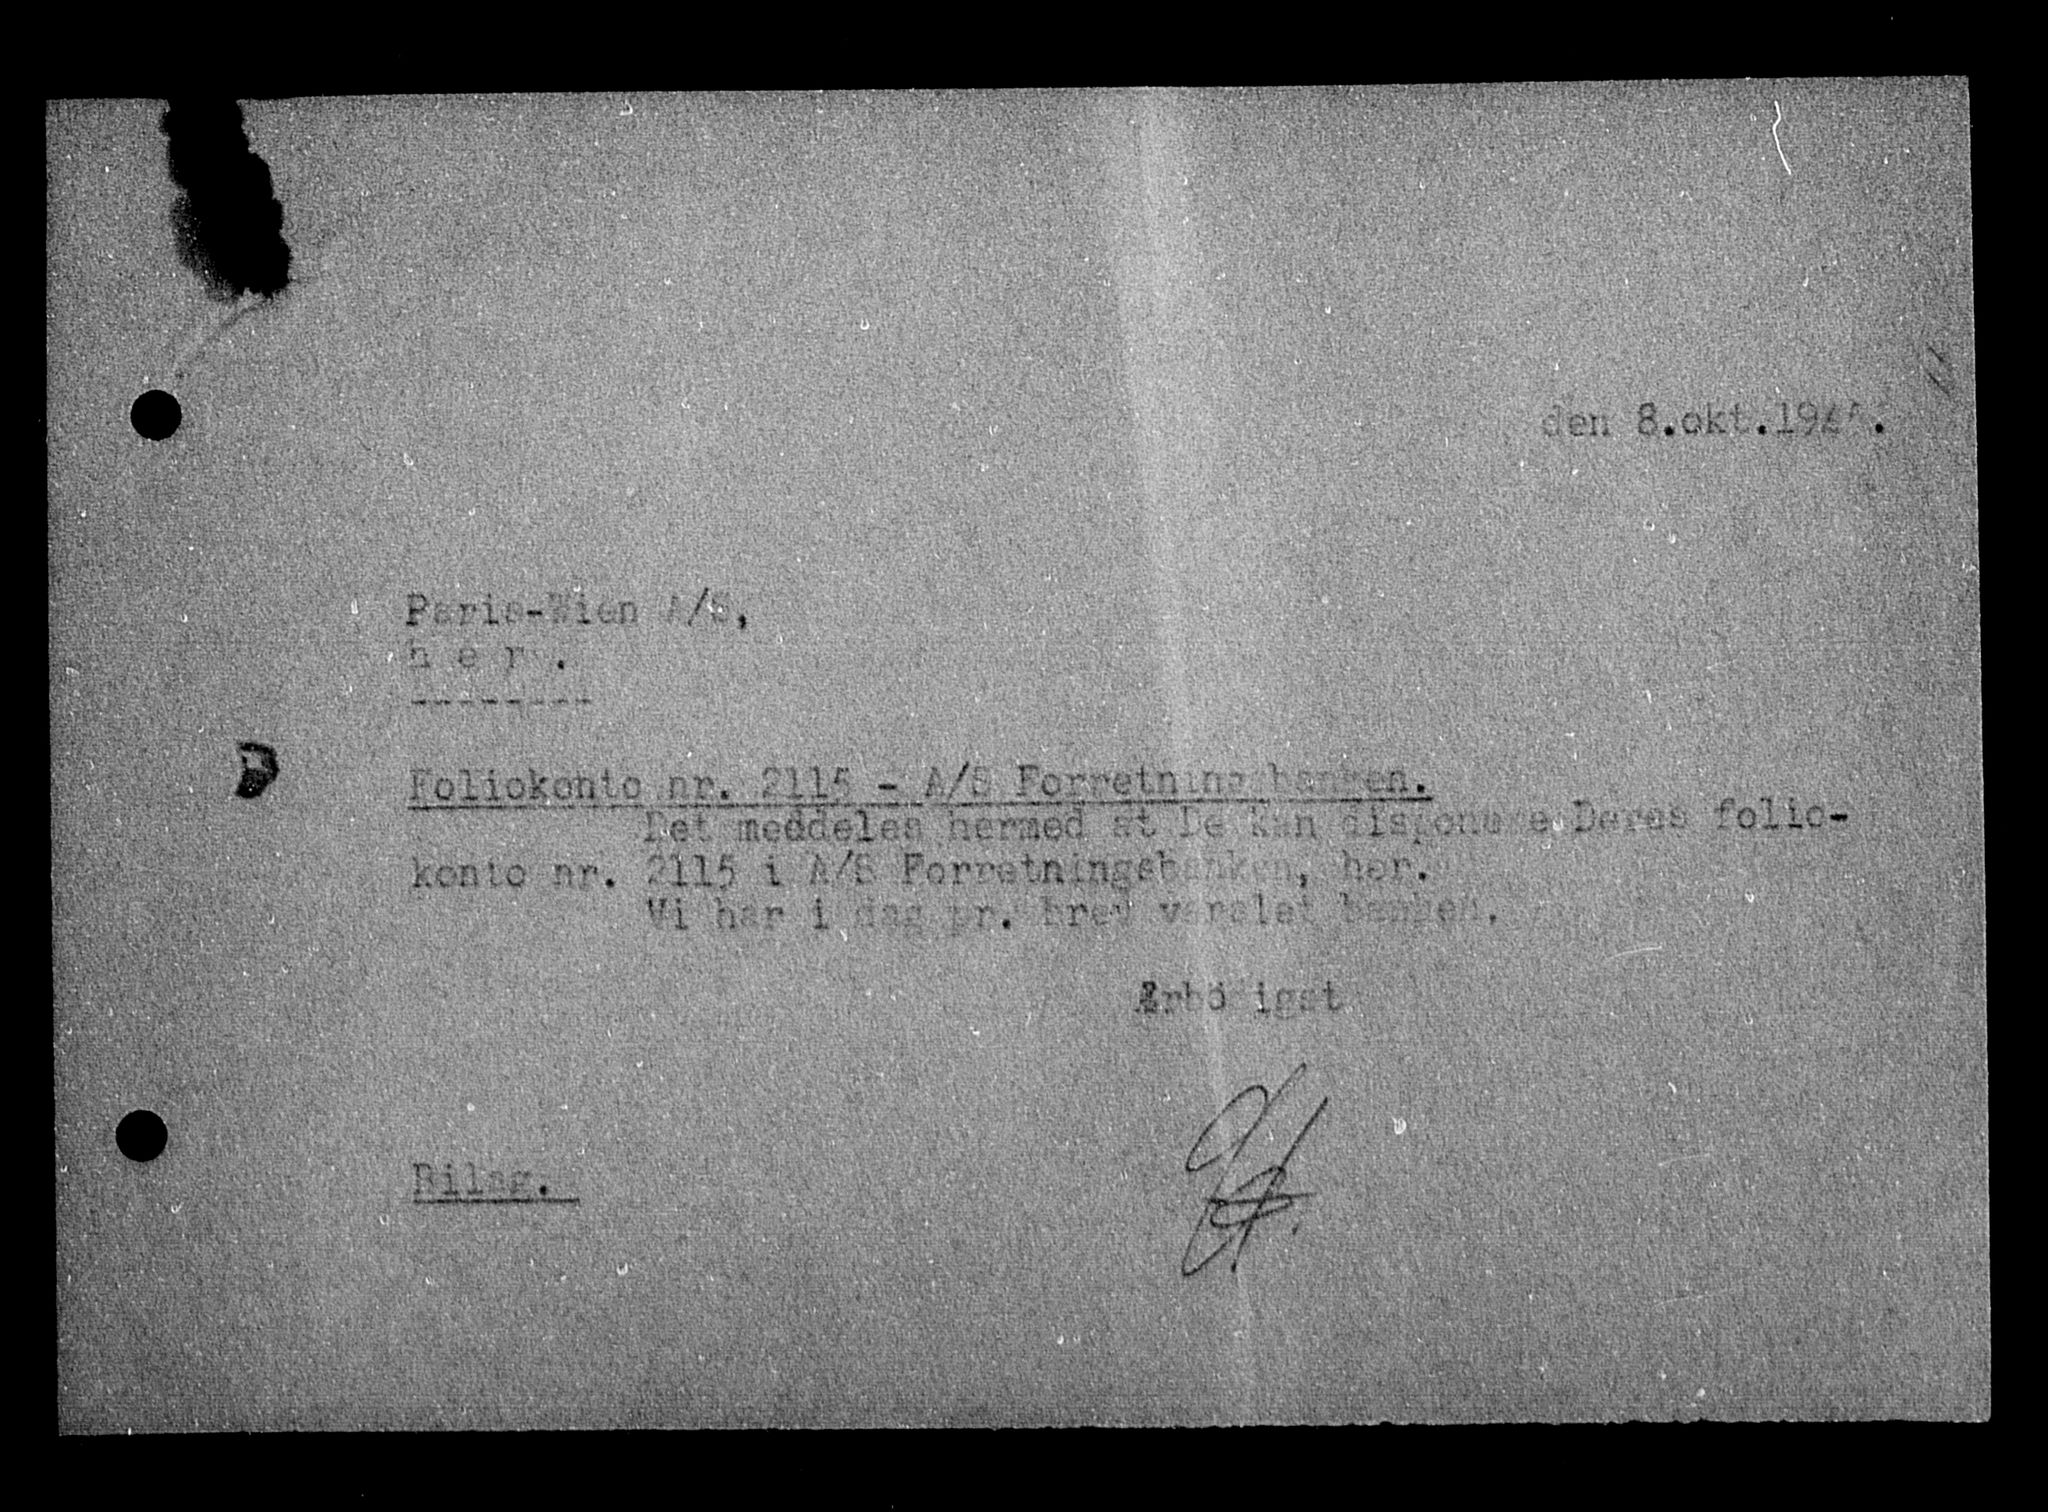 den 8.okt.194
Paris-Wien A/S,
h e r .
--------
Foliokonto nr. 2115 - A/S Forretningsbanken.
Det meddeles hermed at De kan disponere Deres folio-
konto nr. 2115 i A/S Forretningsbanken, her.
Vi har i dag pr. brev varslet banken.
Ærbödigst
Bilag.